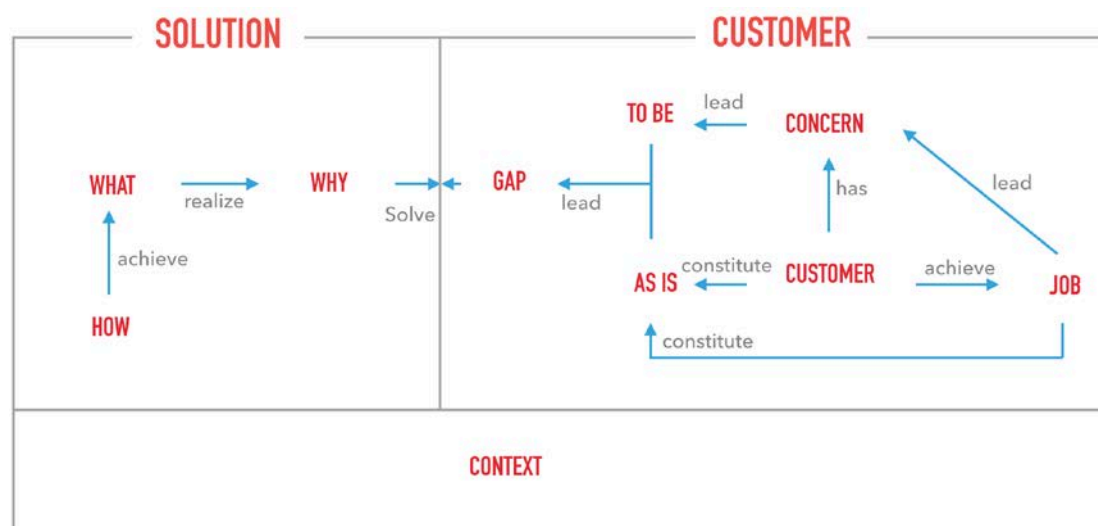 SOLUTION
CUSTOMER
TO BE
lead
CONCERN
WHAT
realize
WHY
Solve
GAP
lead
has
lead
achieve
AS IS
constitute
CUSTOMER
achieve
JOB
HOW
constitute
CONTEXT